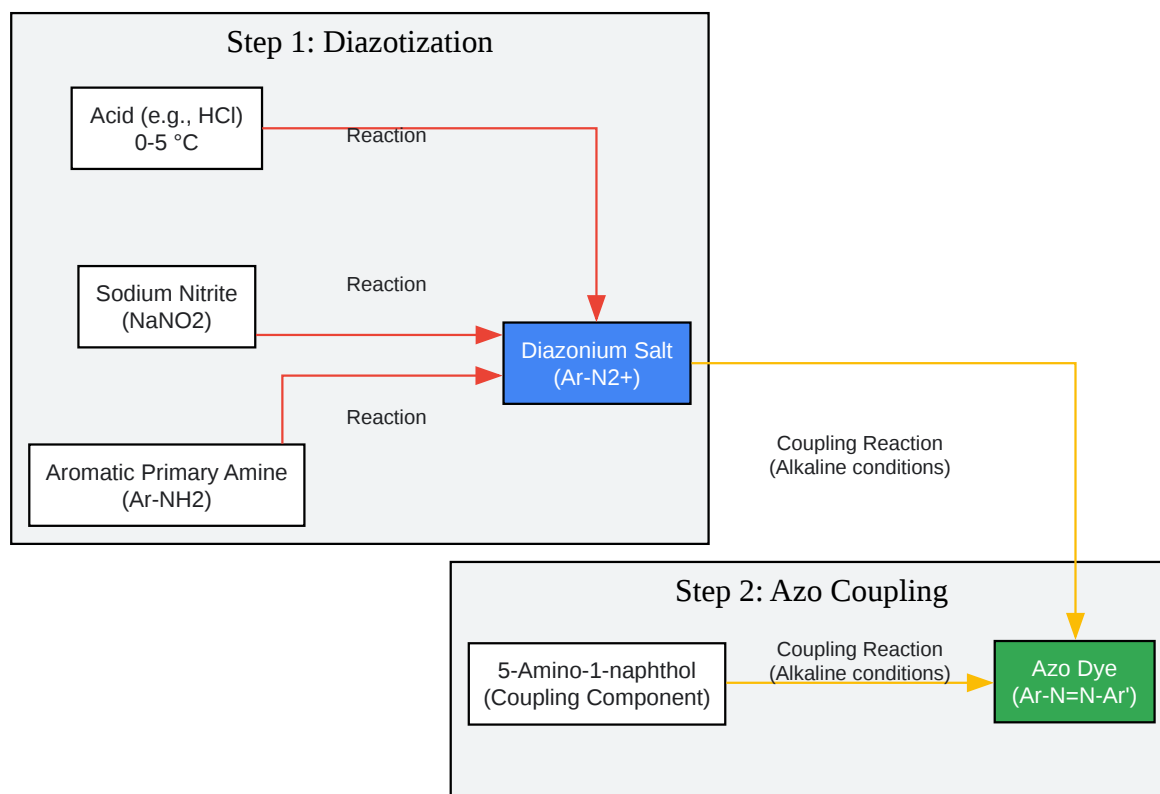 Step 1: Diazotization
Acid (e.g., HCl)
0-5 °C
Reaction
Sodium Nitrite
(NaNO2)
Reaction
Diazonium Salt
(Ar-N2+)
Reaction
Aromatic Primary Amine
(Ar-NH2)
Coupling Reaction
(Alkaline conditions)
Step 2: Azo Coupling
5-Amino-1-naphthol
(Coupling Component)
Coupling Reaction
(Alkaline conditions)
Azo Dye
(Ar-N=N-Ar')